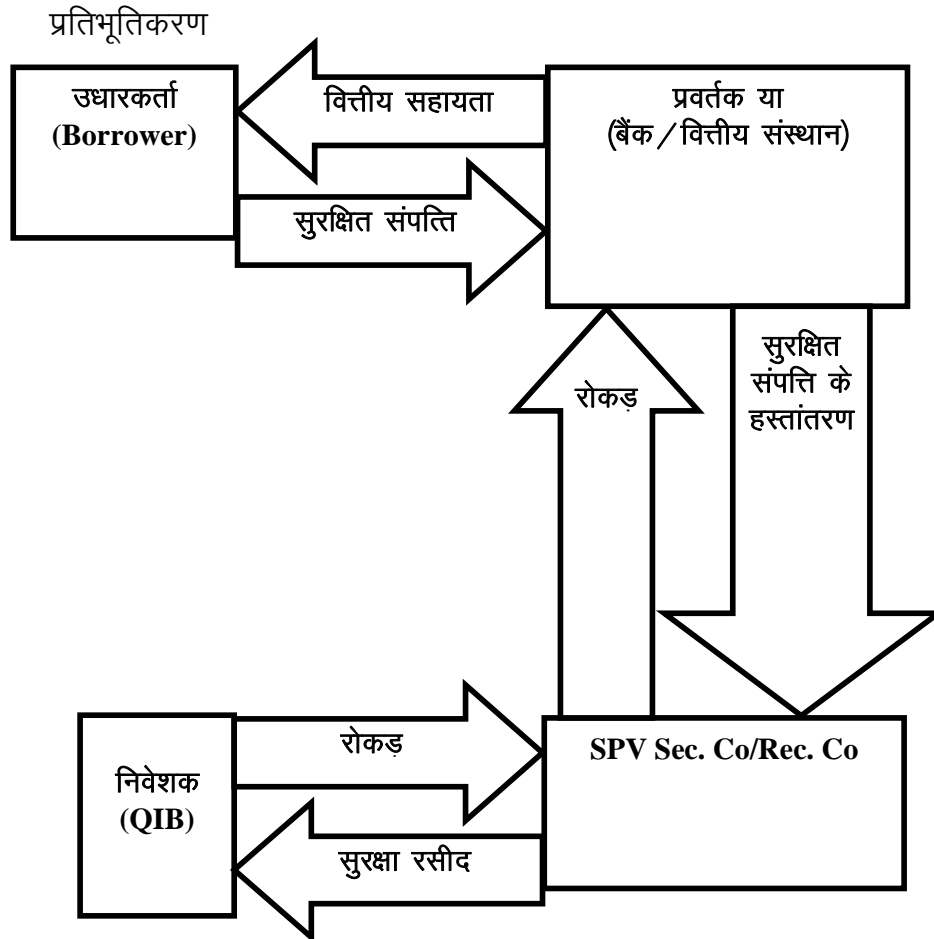 प्रतिभूतिकरण
उधारकर्ता
(Borrower)
वित्तीय सहायता
प्रवर्तक या
(बैंक/वित्तीय संस्थान)
सुरक्षित संपत्ति
सुरक्षित
संपत्ति के
हस्तांतरण
रोकड़
निवेशक
(QIB)
रोकड़
SPV Sec. Co/Rec. Co
सुरक्षा रसीद